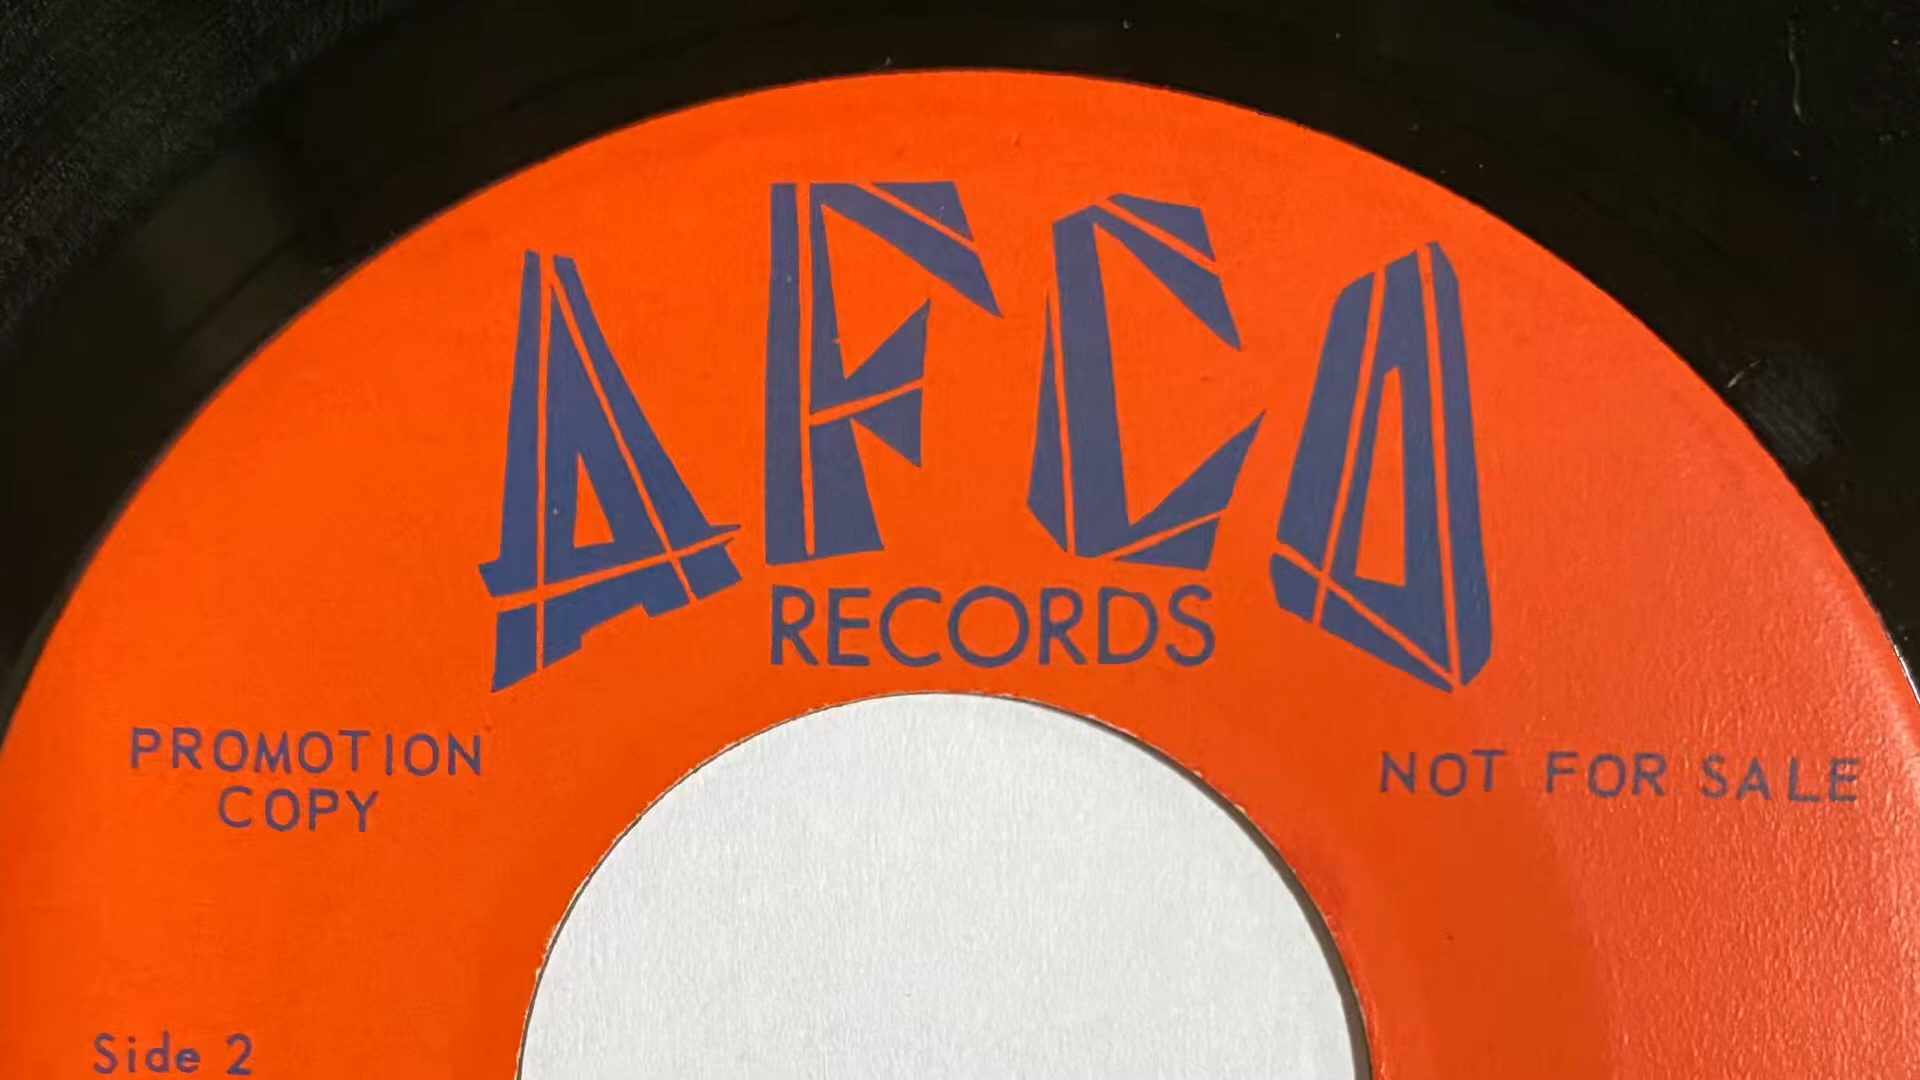 AFCO
RECORDS
PROMOTION
COPY
NOT FOR SALE
Side 2